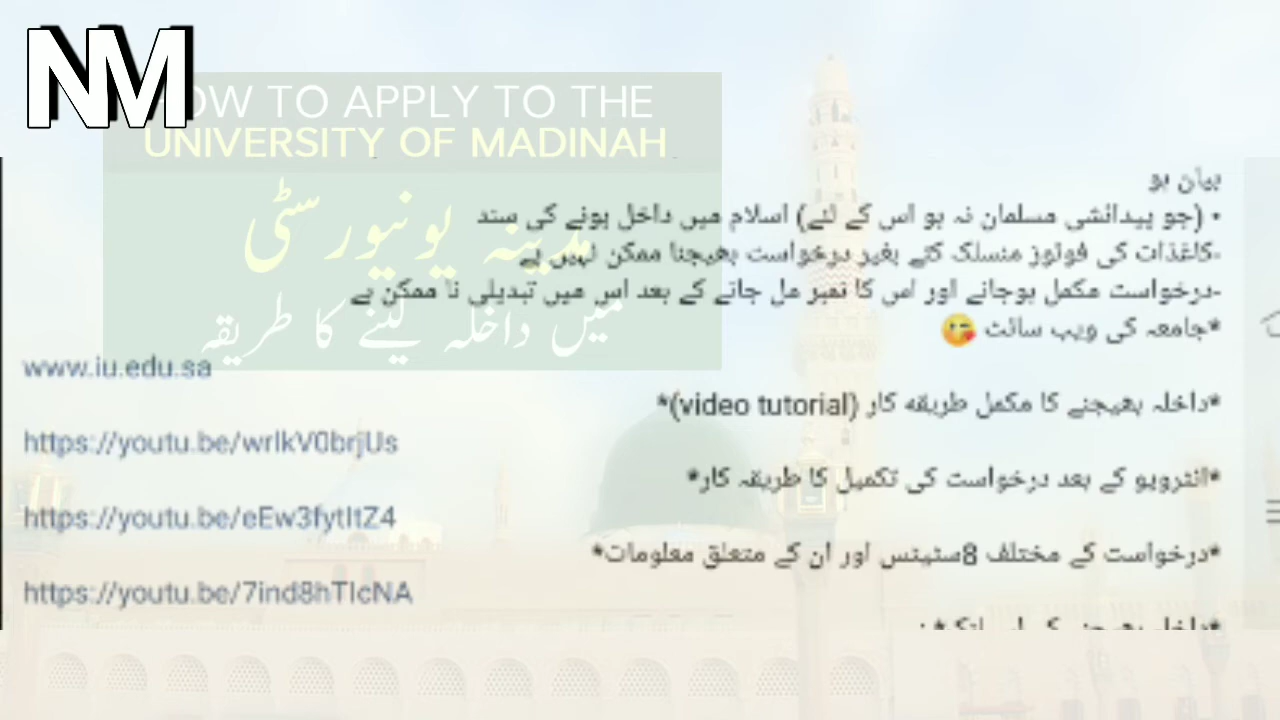 NM
HOW TO APPLY TO THE
UNIVERSITY OF MADINAH
مدینہ یونیورسٹی
میں داخلہ لینے کا طریقہ
بیان ہو
• (جو پیدائشی مسلمان نہ ہو اس کے لئے) اسلام میں داخل ہونے کی سند
-کاغذات کی فوٹوز منسلک کئے بغیر درخواست بھیجنا ممکن نہیں ہے
-درخواست مکمل ہوجانے اور اس کا نمبر مل جانے کے بعد اس میں تبدیلی نا ممکن ہے
*جامعہ کی ویب سائٹ 😘
www.iu.edu.sa
*داخلہ بھیجنے کا مکمل طریقہ کار (video tutorial)*
https://youtu.be/wrlkV0brjUs
*انٹرویو کے بعد درخواست کی تکمیل کا طریقہ کار*
https://youtu.be/eEw3fytItZ4
*درخواست کے مختلف 8سٹیٹس اور ان کے متعلق معلومات*
https://youtu.be/7ind8hTIcNA